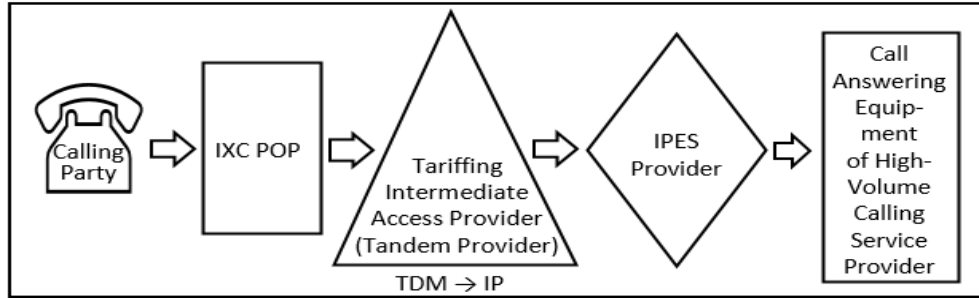 Calling
Party
IXC POP
Tariffing
Intermediate
Access Provider
(Tandem Provider)
TDM → IP
IPES
Provider
Call
Answering
Equip-
ment
of High-
Volume
Calling
Service
Provider